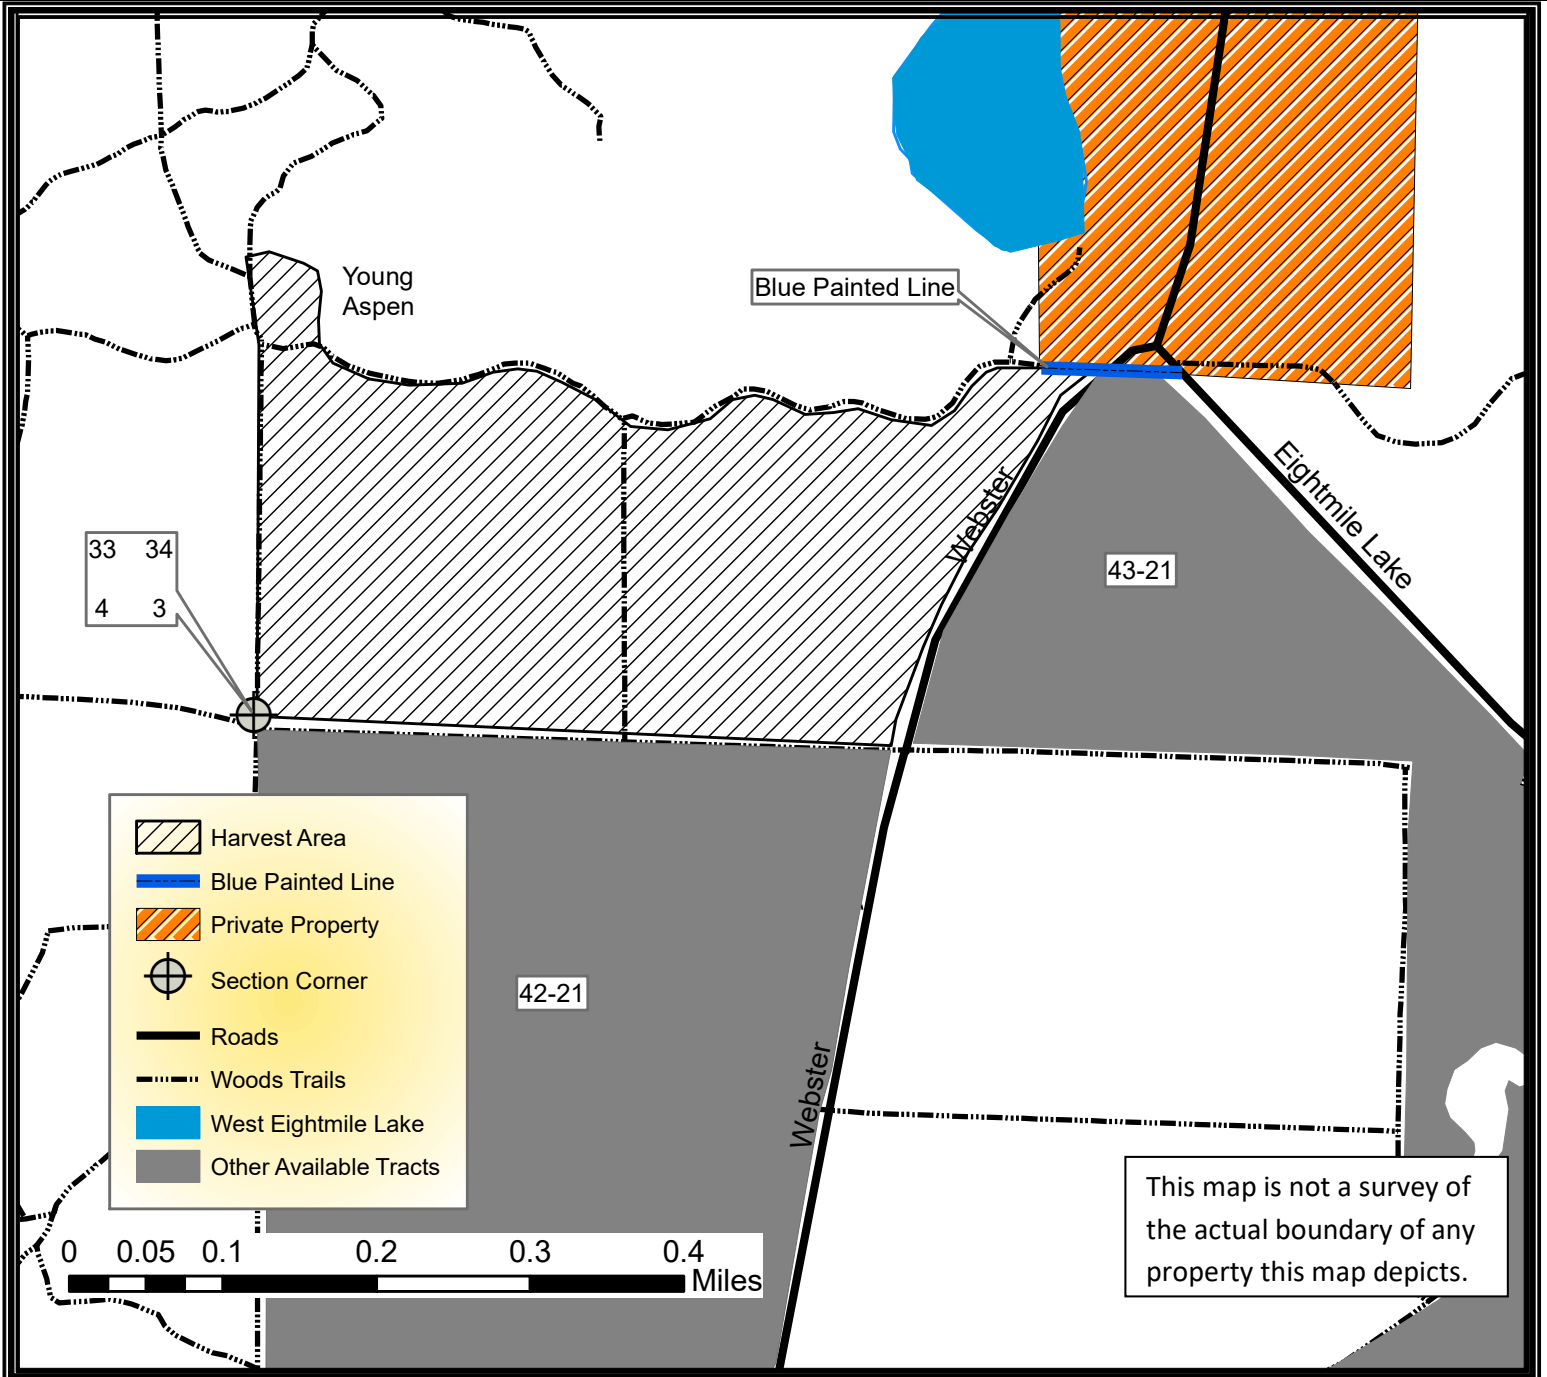 Young
Aspen
Blue Painted Line
Webster
Eightmile Lake
33 34
4 3
43-21
Harvest Area
Blue Painted Line
Private Property
Section Corner
Roads
Woods Trails
West Eightmile Lake
Other Available Tracts
42-21
Webster
This map is not a survey of
the actual boundary of any
property this map depicts.
0 0.05 0.1 0.2 0.3 0.4
Miles